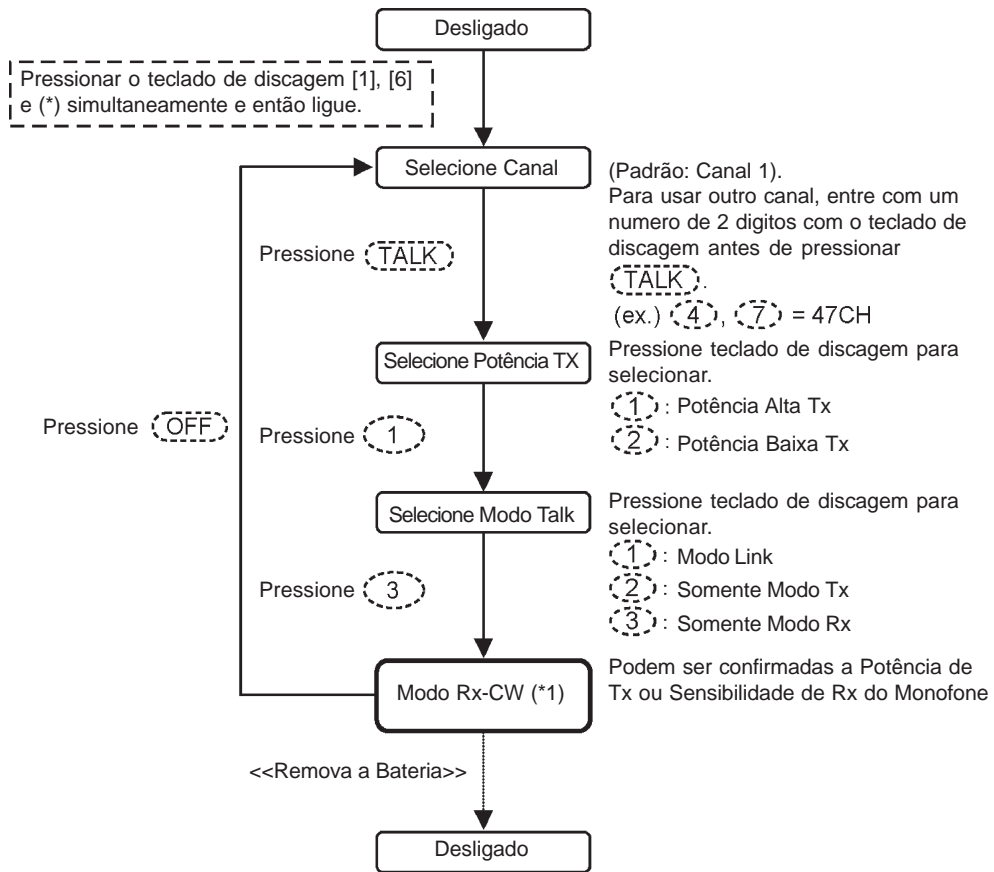 Desligado
Pressionar o teclado de discagem [1], [6]
e (*) simultaneamente e então ligue.
Selecione Canal
(Padrão: Canal 1).
Para usar outro canal, entre com um
numero de 2 digitos com o teclado de
discagem antes de pressionar
TALK.
(ex.) 4, 7 = 47CH
Pressione TALK
Selecione Potência TX
Pressione teclado de discagem para
selecionar.
1 : Potência Alta Tx
2 : Potência Baixa Tx
Pressione OFF
Pressione 1
Selecione Modo Talk
Pressione teclado de discagem para
selecionar.
1 : Modo Link
2 : Somente Modo Tx
3 : Somente Modo Rx
Pressione 3
Modo Rx-CW (*1)
Podem ser confirmadas a Potência de
Tx ou Sensibilidade de Rx do Monofone
<<Remova a Bateria>>
Desligado